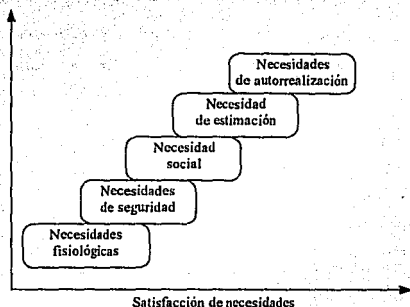 Necesidades
de autorrealización
Necesidad
de estimación
Necesidad
social
Necesidades
de seguridad
Necesidades
fisiológicas
Satisfacción de necesidades